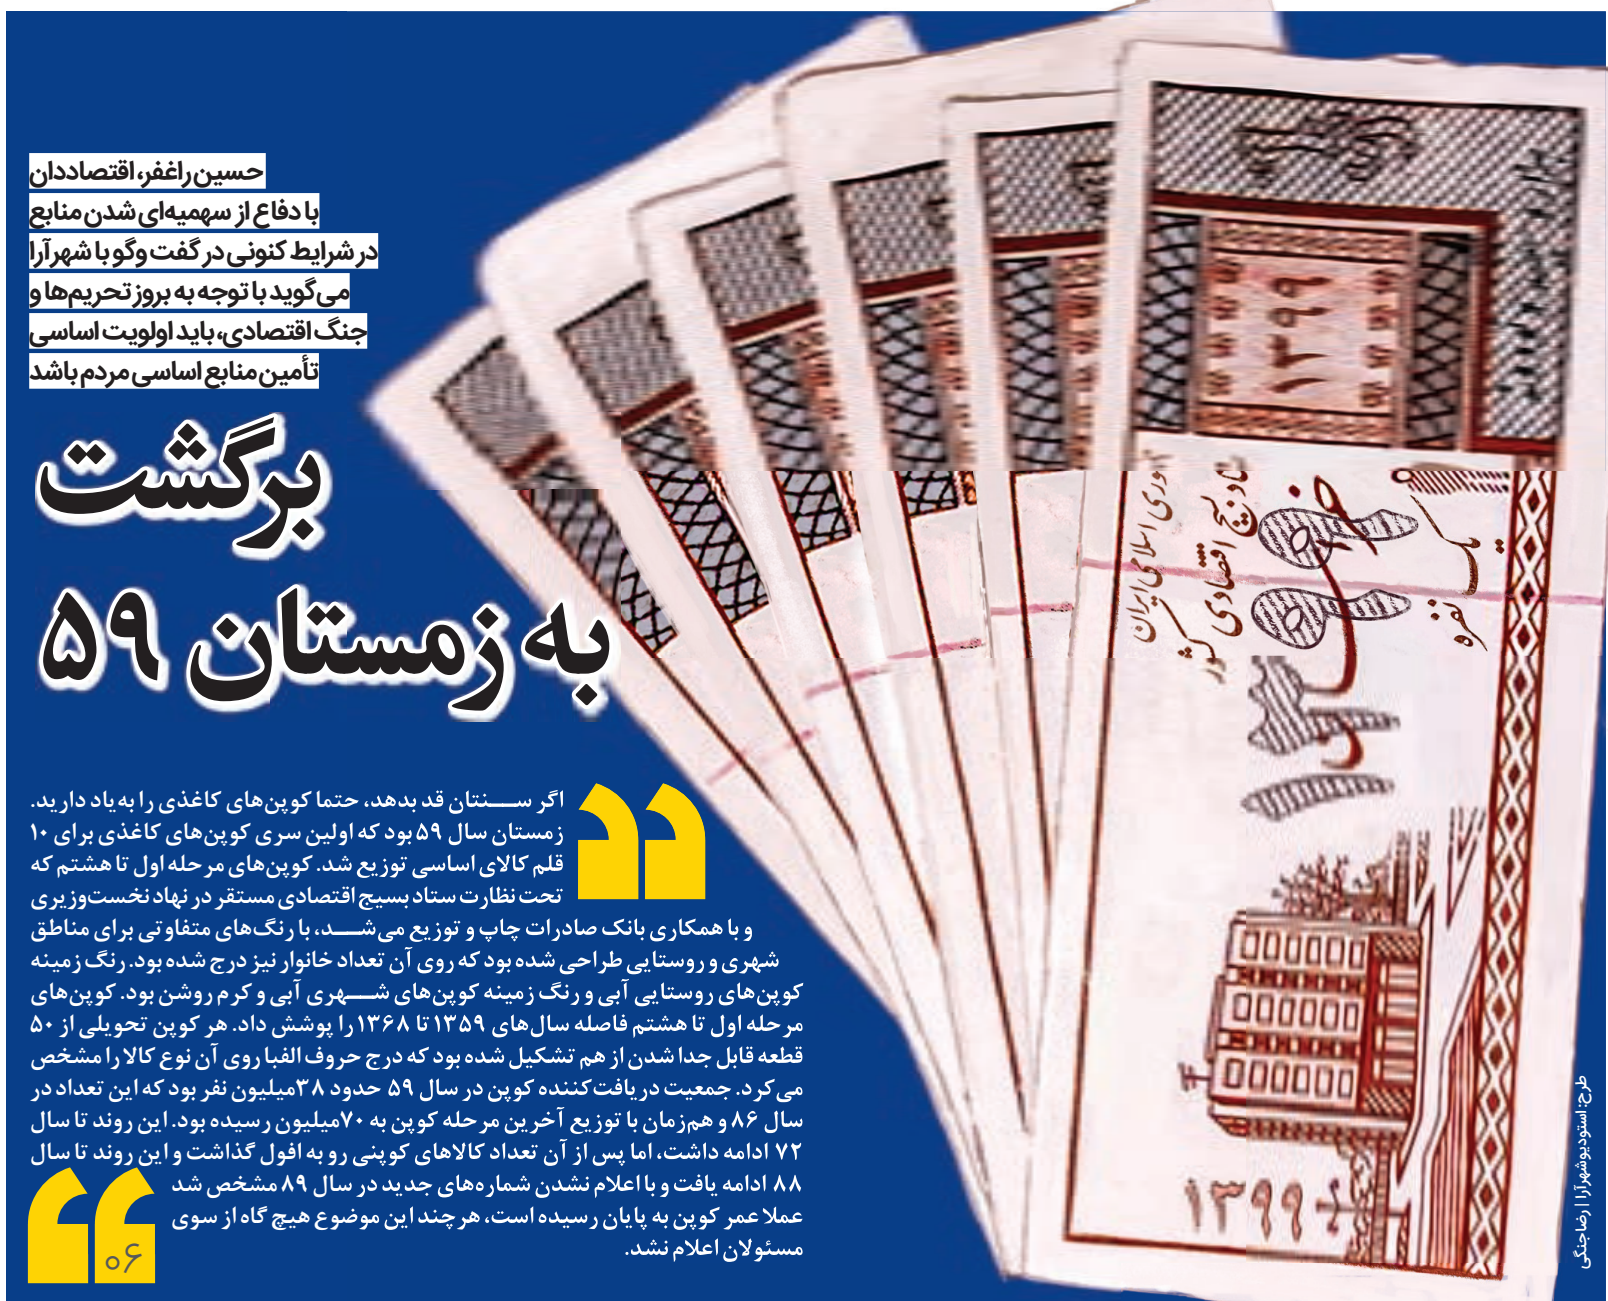 حسین راغفر، اقتصاددان
با دفاع از سهمیه‌ای شدن منابع
در شرایط کنونی در گفت وگو با شهرآرا
می‌گوید با توجه به بروز تحریم‌ها و
جنگ اقتصادی، باید اولویت اساسی
تأمین منابع اساسی مردم باشد
برگشت
به زمستان ۵۹
اگر سنتان قد بدهد، حتما کوپن‌های کاغذی را به‌یاد دارید.
زمستان سال ۵۹ بود که اولین سری کوپن‌های کاغذی برای ۱۰
قلم کالای اساسی توزیع شد. کوپن‌های مرحله اول تا هشتم که
تحت نظارت ستاد بسیج اقتصادی مستقر در نهاد نخست‌وزیری
و با همکاری بانک صادرات چاپ و توزیع می‌شد، با رنگ‌های متفاوتی برای مناطق
شهری و روستایی طراحی شده بود که روی آن تعداد خانوار نیز درج شده بود. رنگ زمینه
کوپن‌های روستایی آبی و رنگ زمینه کوپن‌های شهری آبی و کرم روشن بود. کوپن‌های
مرحله اول تا هشتم فاصله سال‌های ۱۳۵۹ تا ۱۳۶۸ را پوشش داد. هر کوپن تحویلی از ۵۰
قطعه قابل جدا شدن از هم تشکیل شده بود که درج حروف الفبا روی آن نوع کالا را مشخص
می‌کرد. جمعیت دریافت‌کننده کوپن در سال ۵۹ حدود ۳۸میلیون نفر بود که این تعداد در
سال ۸۶ و هم‌زمان با توزیع آخرین مرحله کوپن به ۷۰میلیون رسیده بود. این روند تا سال
۷۲ ادامه داشت، اما پس از آن تعداد کالاهای کوپنی رو به افول گذاشت و این روند تا سال
۸۸ ادامه یافت و با اعلام نشدن شماره‌های جدید در سال ۸۹ مشخص شد
عملا عمر کوپن به پایان رسیده است، هرچند این موضوع هیچ گاه از سوی
مسئولان اعلام نشد.
۰۶
۱۳۹۹
جمهوری اسلامی ایران
ستاد بسیج اقتصادی کشور
یک نفره
۱۳۹۹
۱۳۹۹
طرح: استودیو شهرآرا | رضا جنگی